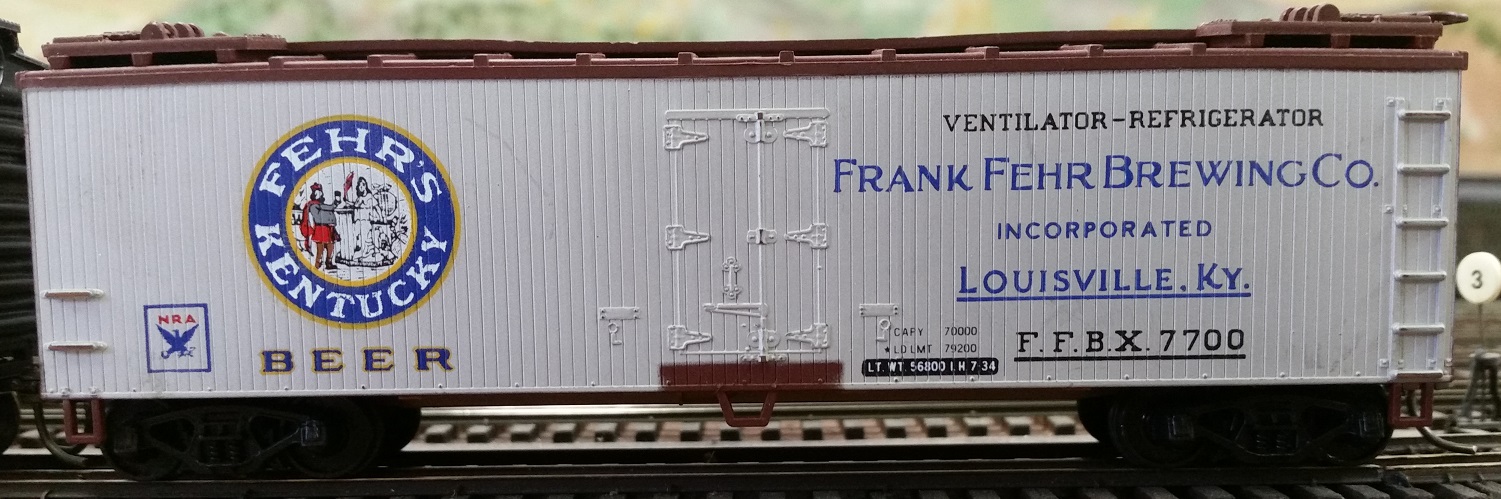 FEHR'S
KENTUCKY
BEER
NRA
VENTILATOR-REFRIGERATOR
FRANK FEHR BREWING CO.
INCORPORATED
LOUISVILLE, KY.
CAPY 70000
★LD LMT 79200
LT. WT. 56800 I.H 7-34
F.F.B.X. 7700
3